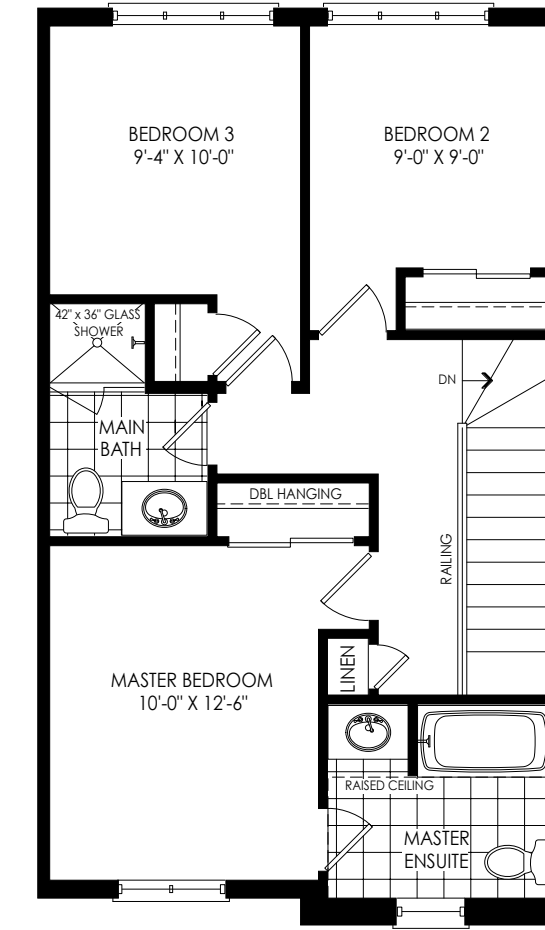 BEDROOM 3
9'-4" X 10'-0"
BEDROOM 2
9'-0" X 9'-0"
42" x 36" GLASS
SHOWER
DN
MAIN
BATH
DBL HANGING
RAILING
LINEN
MASTER BEDROOM
10'-0" X 12'-6"
RAISED CEILING
MASTER
ENSUITE